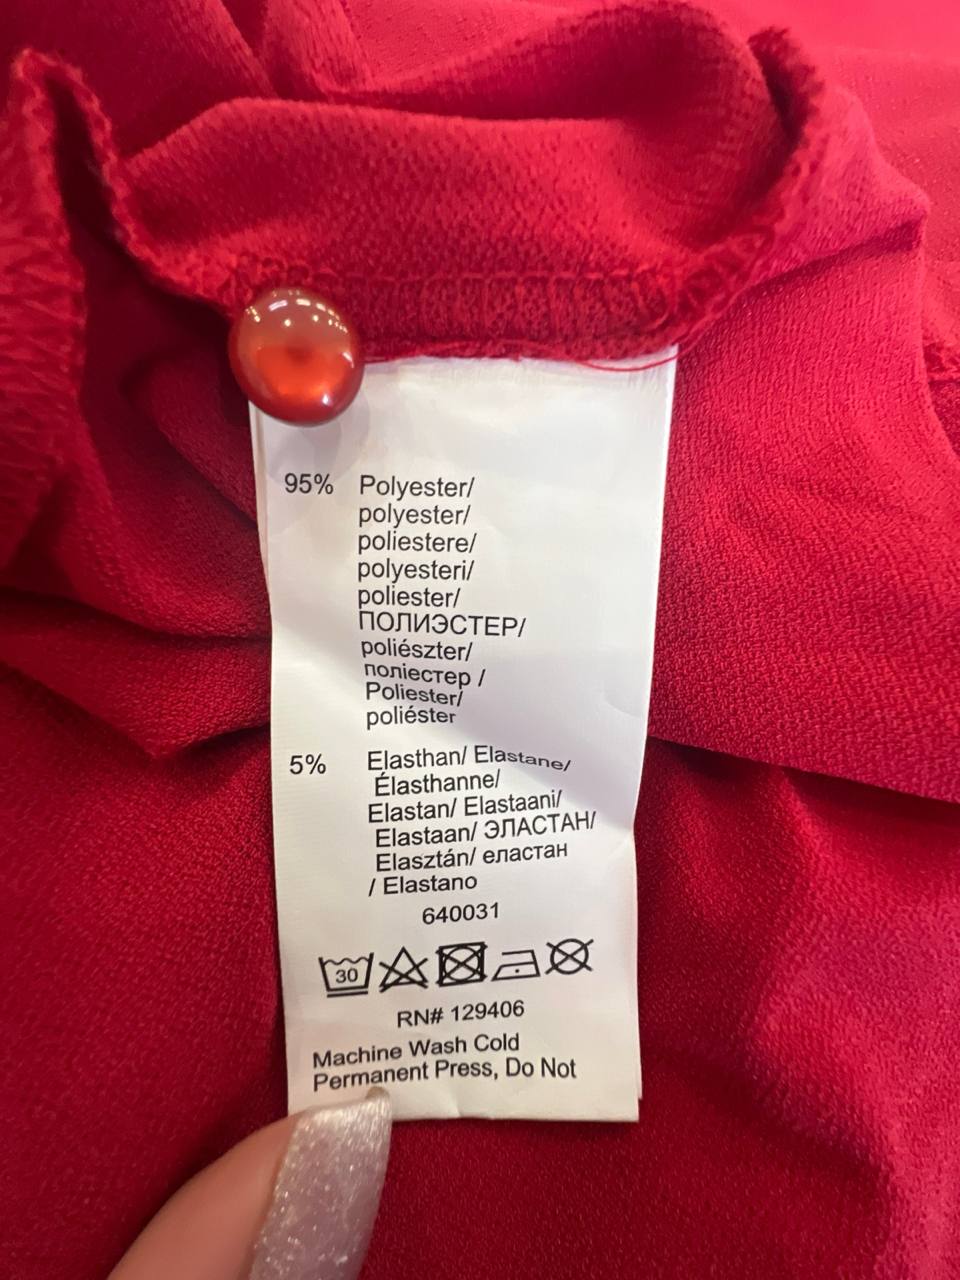 95% Polyester/
polyester/
poliestere/
polyesteri/
poliester/
ПОЛИЭСТЕР/
poliészter/
поліестер /
Poliester/
poliéster
5% Elasthan/ Elastane/
Élasthanne/
Elastan/ Elastaani/
Elastaan/ ЭЛАСТАН/
Elasztán/ еластан
/ Elastano
640031
30
RN# 129406
Machine Wash Cold
Permanent Press, Do Not